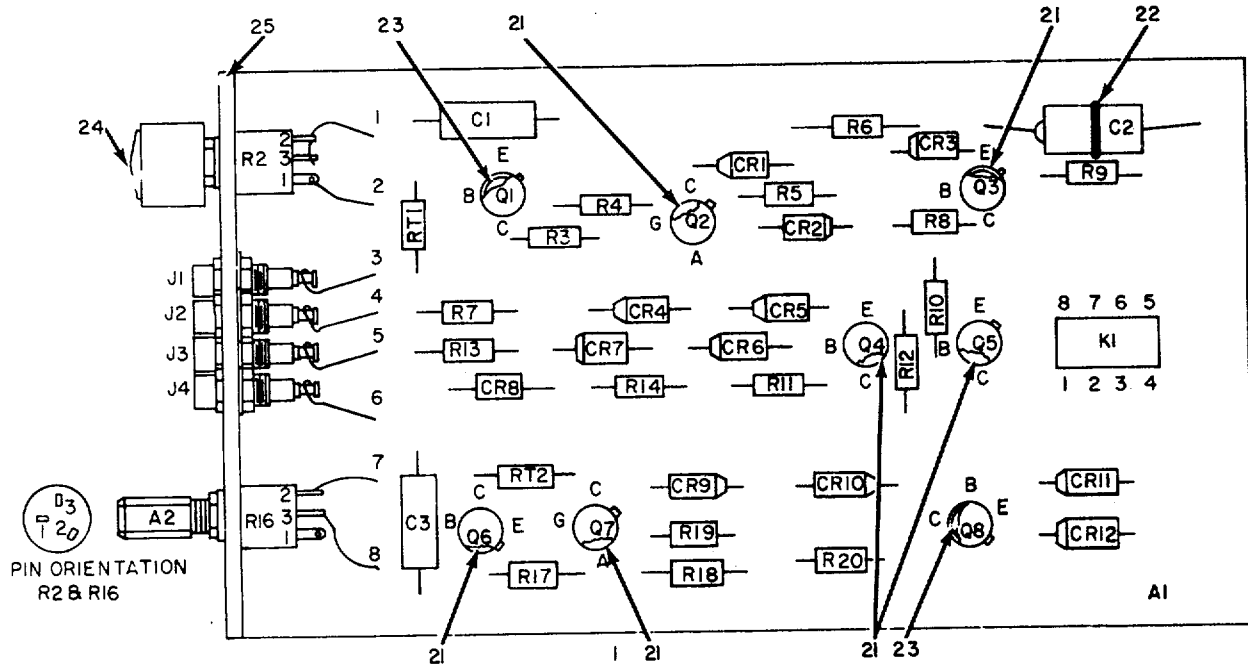 25
23
21
21
22
24
1
C1
R6
C2
R2
2
3
1
E
CR3
E
CR1
R9
2
B
Q1
C
R5
B
Q3
RT1
R4
G
Q2
C
R3
CR2
R8
C
A
J1
3
J2
4
R7
CR4
CR5
E
R10
E
8 7 6 5
J3
5
R13
CR7
CR6
B
Q4
R12
B
Q5
K1
J4
6
CR8
R14
R11
C
C
1 2 3 4
7
RT2
CR9
CR10
B
CR11
3
1 2
A2
R16
2
3
1
C3
C
B
Q6
E
C
G
Q7
A
R19
C
Q8
E
CR12
8
PIN ORIENTATION
R2 & R16
R17
R18
R20
A1
21
1
21
21
23